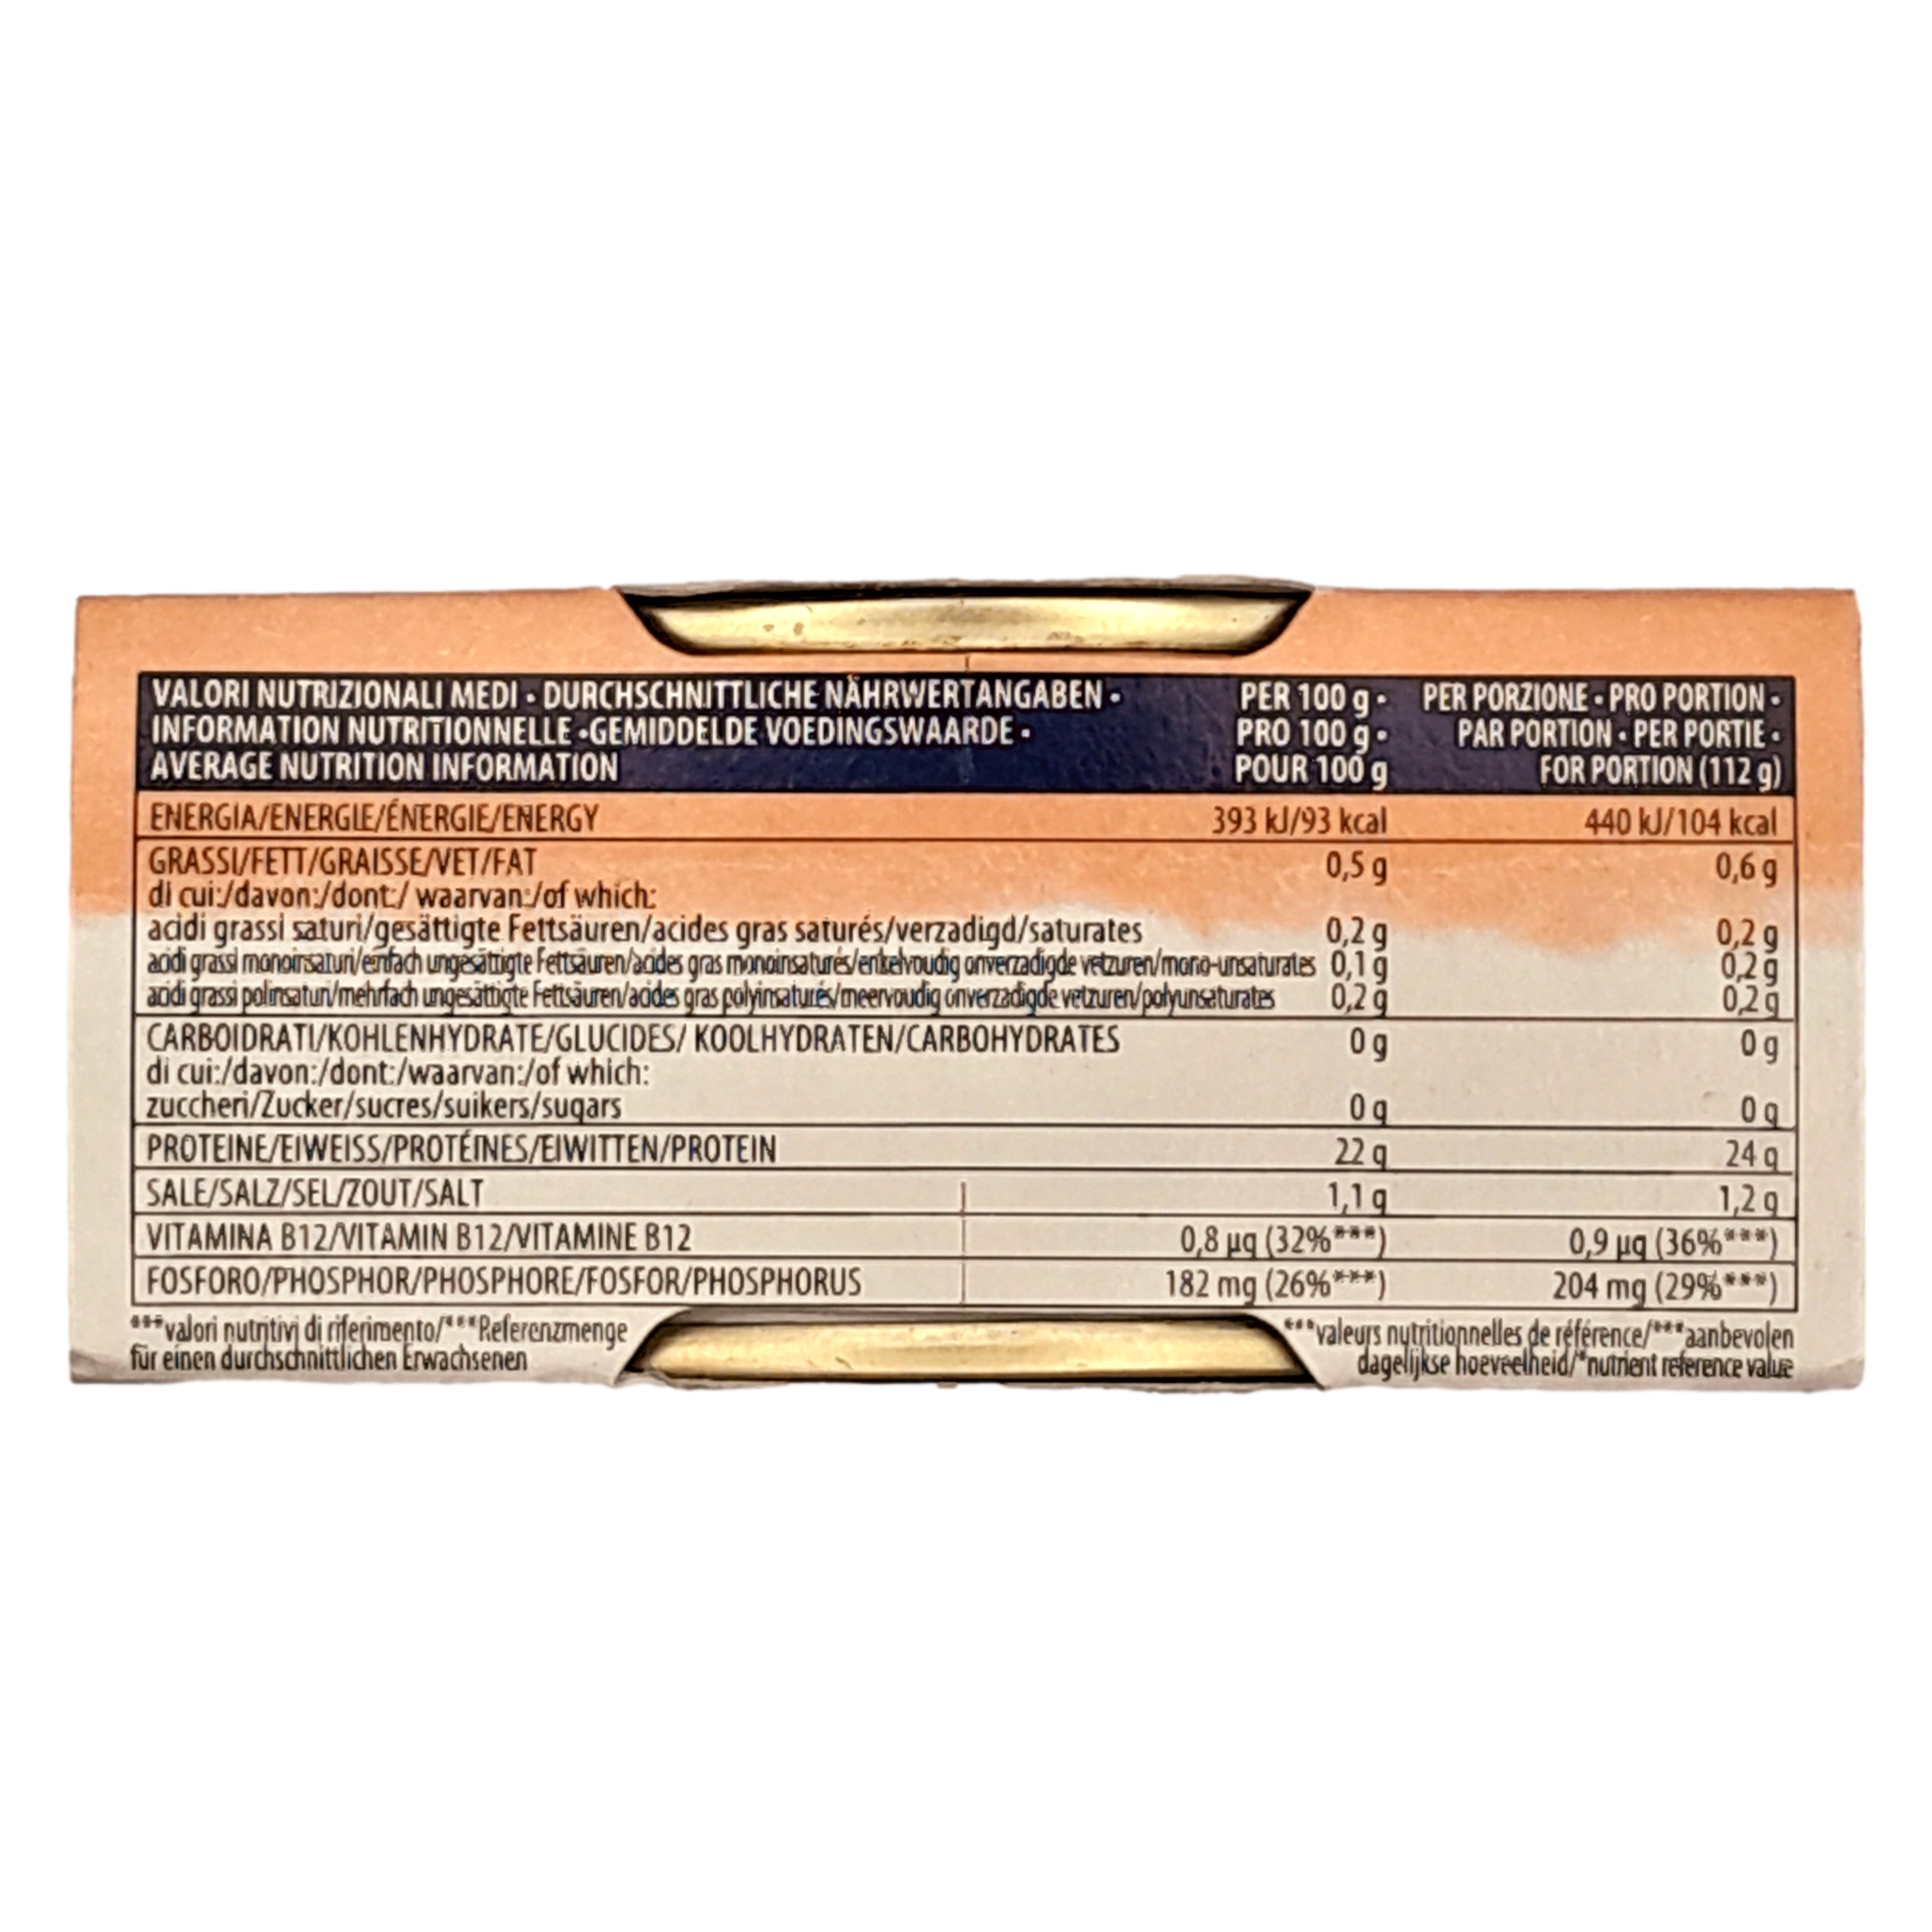 VALORI NUTRIZIONALI MEDI • DURCHSCHNITTLICHE NÄHRWERTANGABEN •
INFORMATION NUTRITIONNELLE •GEMIDDELDE VOEDINGSWAARDE •
AVERAGE NUTRITION INFORMATION
PER 100 g •
PRO 100 g •
POUR 100 g
PER PORZIONE • PRO PORTION •
PAR PORTION • PER PORTIE •
FOR PORTION (112 g)
ENERGIA/ENERGIE/ÉNERGIE/ENERGY 393 kJ/93 kcal 440 kJ/104 kcal
GRASSI/FETT/GRAISSE/VET/FAT 0,5 g 0,6 g
di cui:/davon:/dont:/ waarvan:/of which:
acidi grassi saturi/gesättigte Fettsäuren/acides gras saturés/verzadigd/saturates 0,2 g 0,2 g
acidi grassi monoinsaturi/einfach ungesättigte Fettsäuren/acides gras monoinsaturés/enkelvoudig onverzadigde vetzuren/mono-unsaturates 0,1 g 0,2 g
acidi grassi polinsaturi/mehrfach ungesättigte Fettsäuren/acides gras polyinsaturés/meervoudig onverzadigde vetzuren/polyunsaturates 0,2 g 0,2 g
CARBOIDRATI/KOHLENHYDRATE/GLUCIDES/ KOOLHYDRATEN/CARBOHYDRATES 0 g 0 g
di cui:/davon:/dont:/waarvan:/of which:
zuccheri/Zucker/sucres/suikers/sugars 0 g 0 g
PROTEINE/EIWEISS/PROTÉINES/EIWITTEN/PROTEIN 22 g 24 g
SALE/SALZ/SEL/ZOUT/SALT 1,1 g 1,2 g
VITAMINA B12/VITAMIN B12/VITAMINE B12 0,8 µg (32%***) 0,9 µg (36%***)
FOSFORO/PHOSPHOR/PHOSPHORE/FOSFOR/PHOSPHORUS 182 mg (26%***) 204 mg (29%***)
***valori nutritivi di riferimento/***Referenzmenge
für einen durchschnittlichen Erwachsenen
***valeurs nutritionnelles de référence/***aanbevolen
dagelijkse hoeveelheid/*nutrient reference value